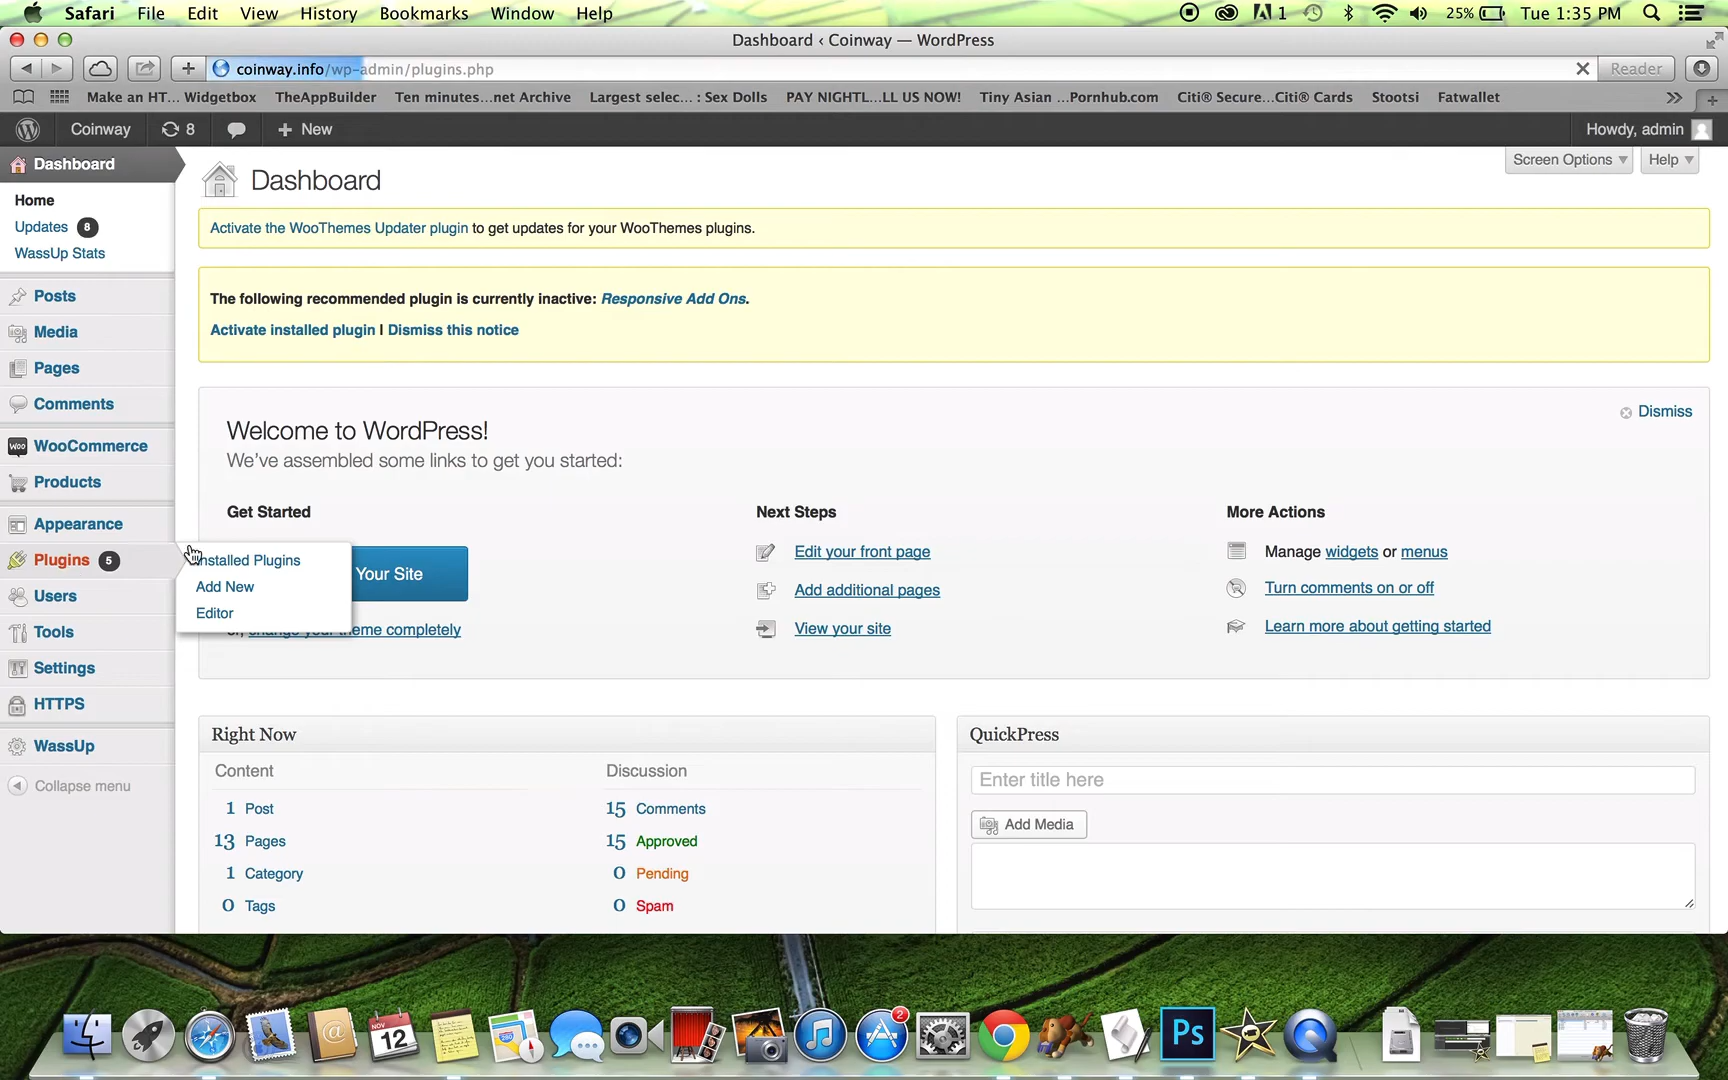 Safari File Edit View History Bookmarks Window Help 1 25% Tue 1:35 PM
Dashboard ‹ Coinway — WordPress
coinway.info/wp-admin/plugins.php Reader
Make an HT... Widgetbox TheAppBuilder Ten minutes...net Archive Largest selec... : Sex Dolls PAY NIGHTL...LL US NOW! Tiny Asian ...Pornhub.com Citi® Secure...Citi® Cards Stootsi Fatwallet
Coinway 8 + New Howdy, admin
Dashboard
Home
Updates 8
WassUp Stats
Posts
Media
Pages
Comments
WooCommerce
Products
Appearance
Plugins 5
Users
Tools
Settings
HTTPS
WassUp
Collapse menu
Installed Plugins
Add New
Editor
Screen Options Help
Dashboard
Activate the WooThemes Updater plugin to get updates for your WooThemes plugins.
The following recommended plugin is currently inactive: Responsive Add Ons.
Activate installed plugin | Dismiss this notice
Dismiss
Welcome to WordPress!
We've assembled some links to get you started:
Get Started
Your Site
change your theme completely
Next Steps
Edit your front page
Add additional pages
View your site
More Actions
Manage widgets or menus
Turn comments on or off
Learn more about getting started
Right Now
Content
1 Post
13 Pages
1 Category
0 Tags
Discussion
15 Comments
15 Approved
0 Pending
0 Spam
QuickPress
Enter title here
Add Media
NOV
12
2
Ps